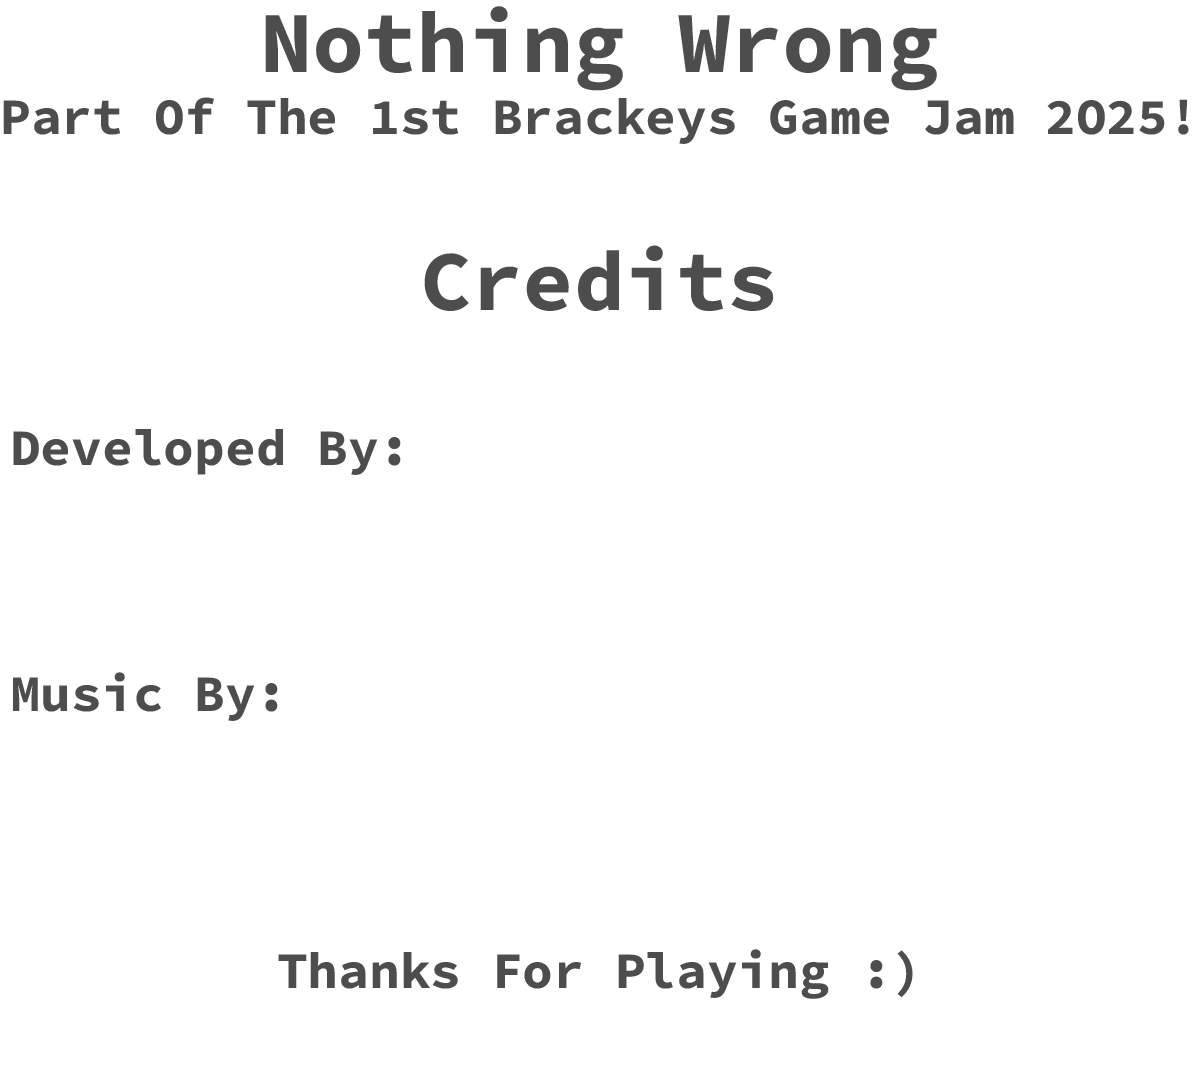 Nothing Wrong
Part Of The 1st Brackeys Game Jam 2025!
Credits
Developed By:
Music By:
Thanks For Playing :)